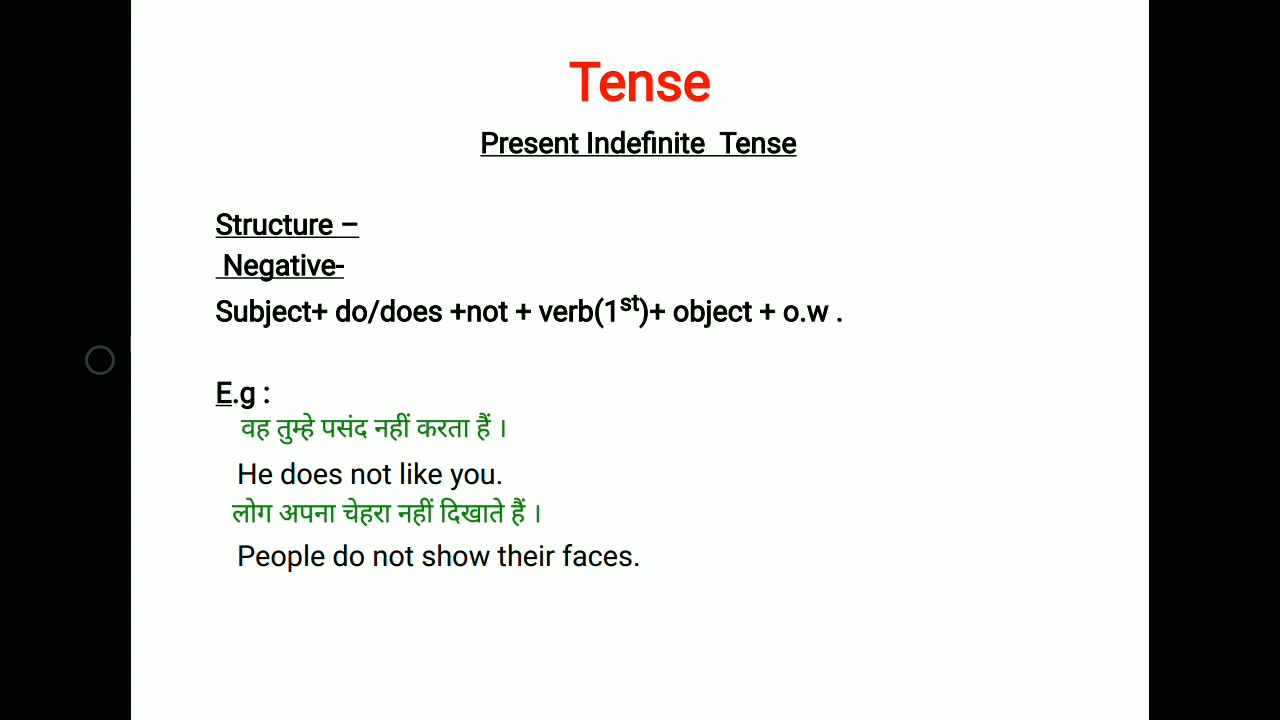 Tense
Present Indefinite Tense
Structure –
Negative-
Subject+ do/does +not + verb(1st)+ object + o.w .
E.g :
वह तुम्हे पसंद नहीं करता हैं ।
He does not like you.
लोग अपना चेहरा नहीं दिखाते हैं ।
People do not show their faces.